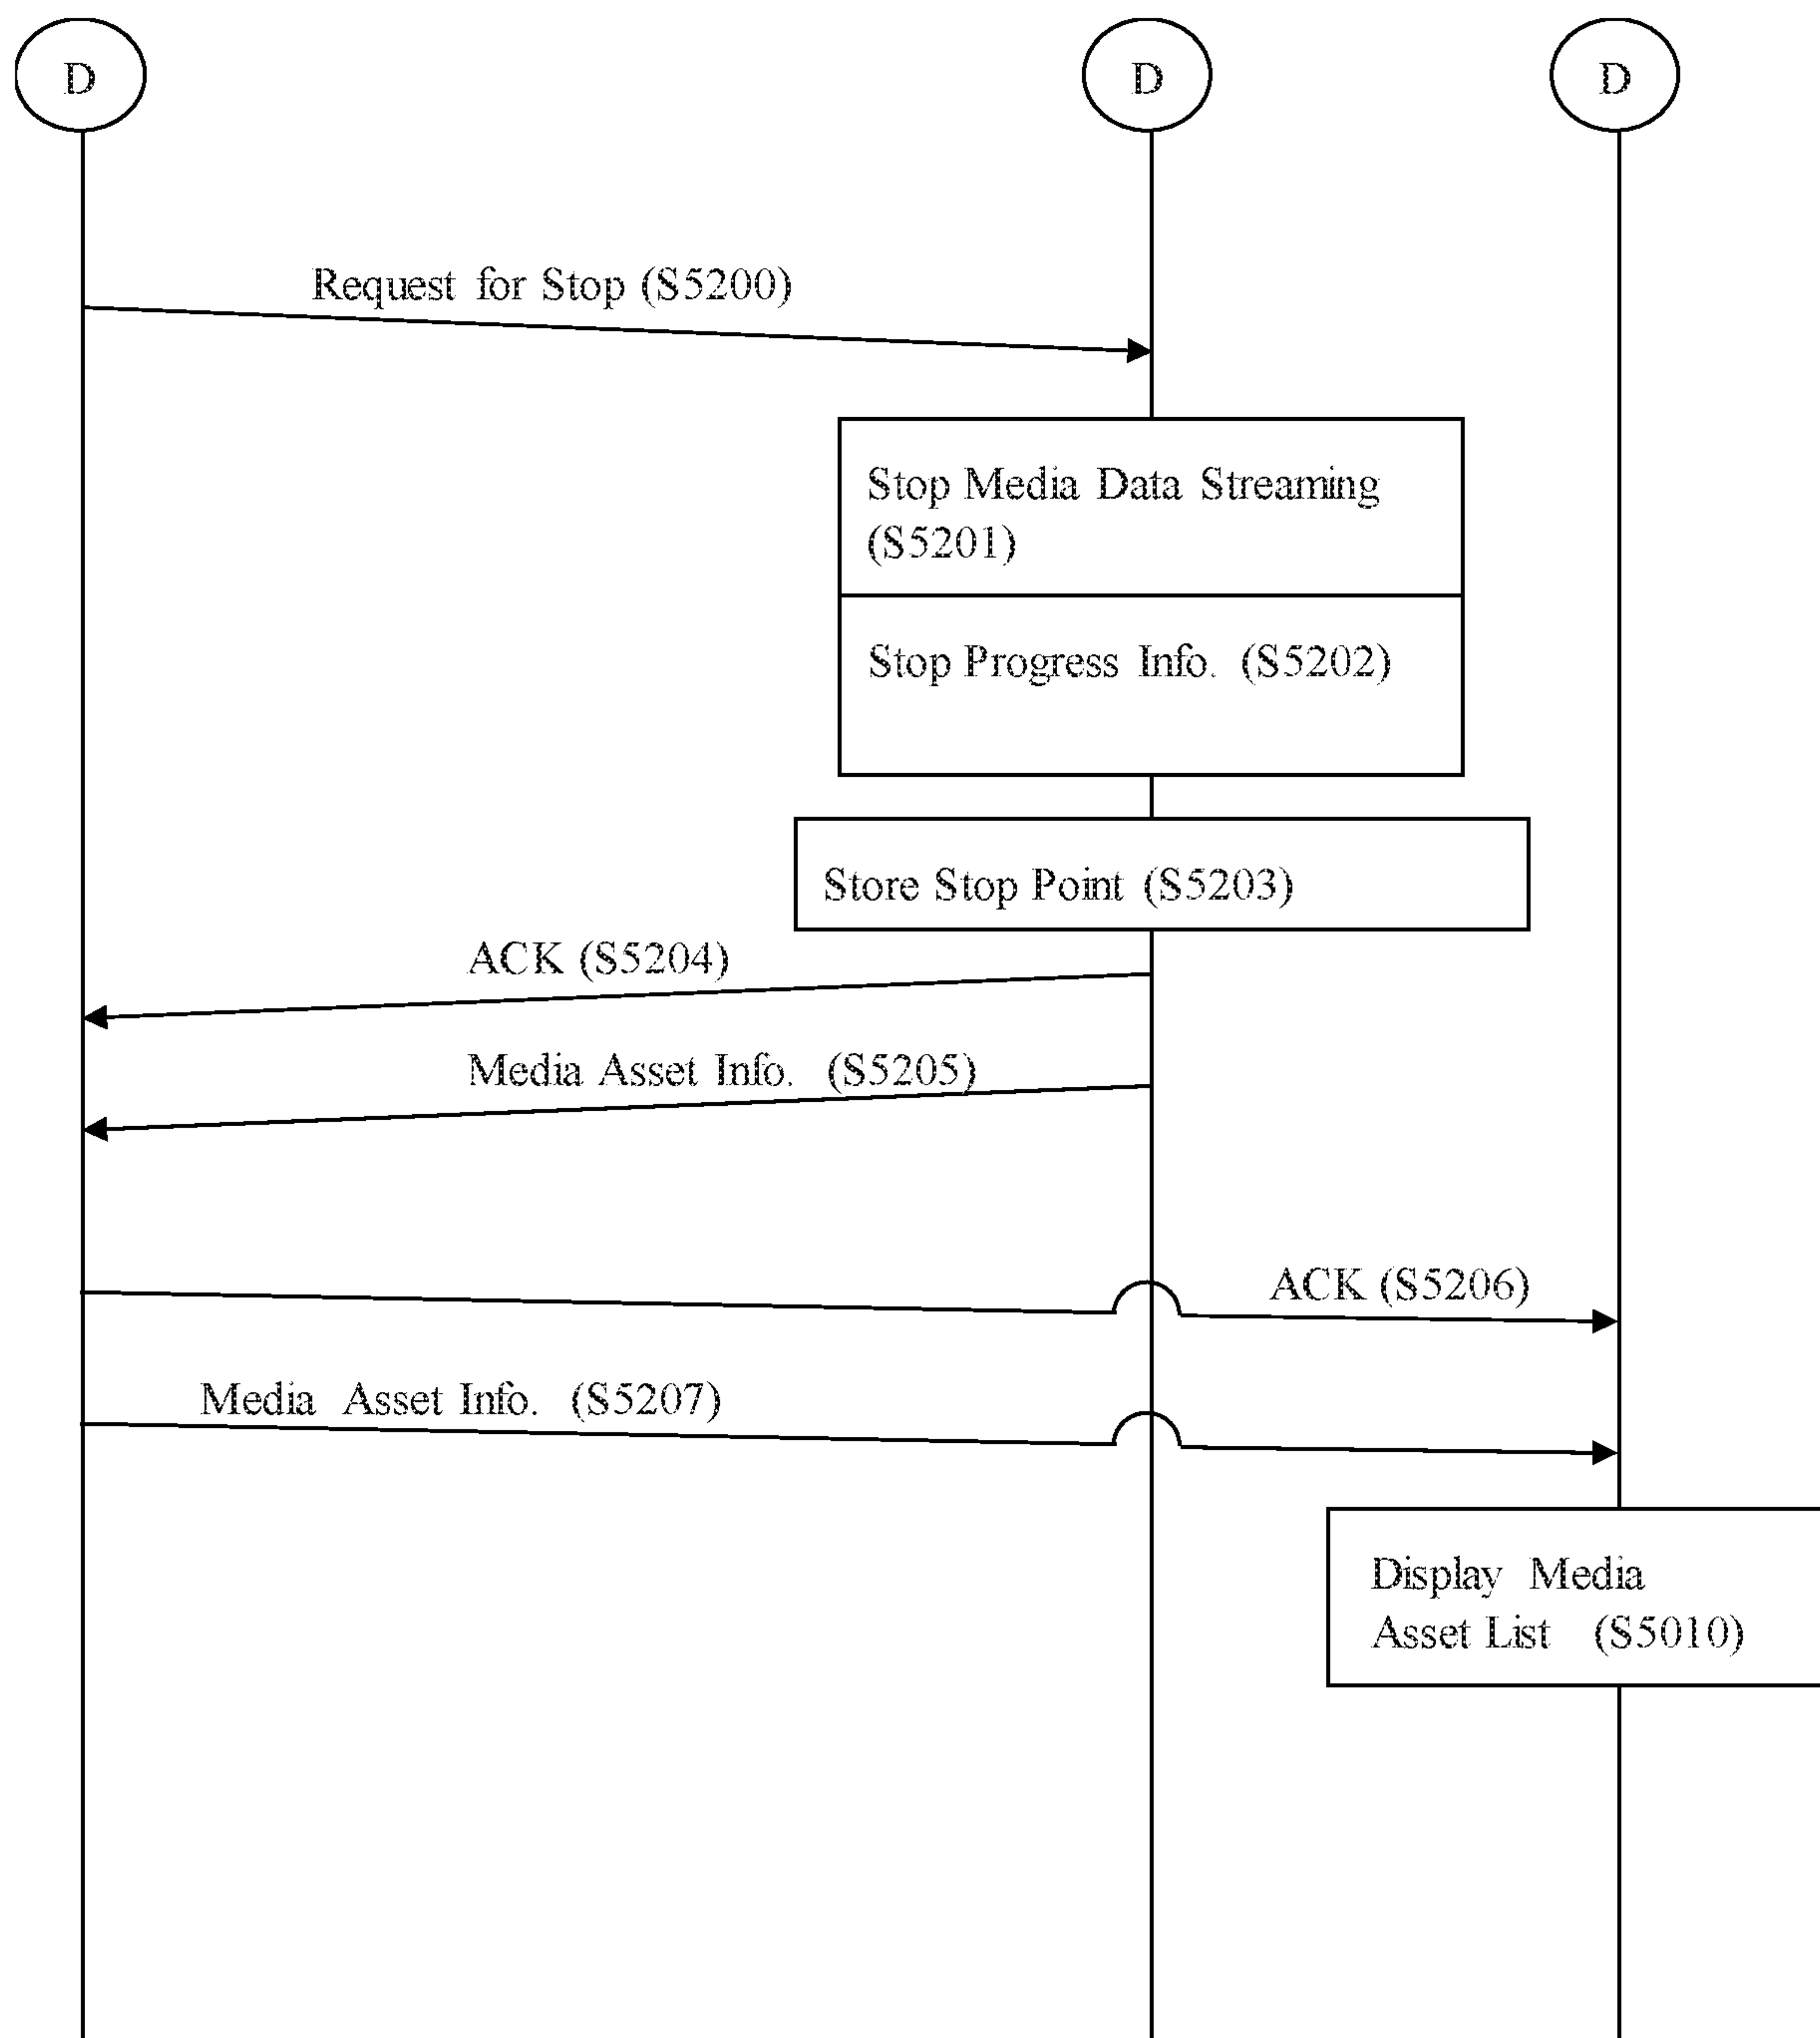 D D D
Request for Stop (S5200)
Stop Media Data Streaming
(S5201)
Stop Progress Info. (S5202)
Store Stop Point (S5203)
ACK (S5204)
Media Asset Info. (S5205)
ACK (S5206)
Media Asset Info. (S5207)
Display Media
Asset List (S5010)